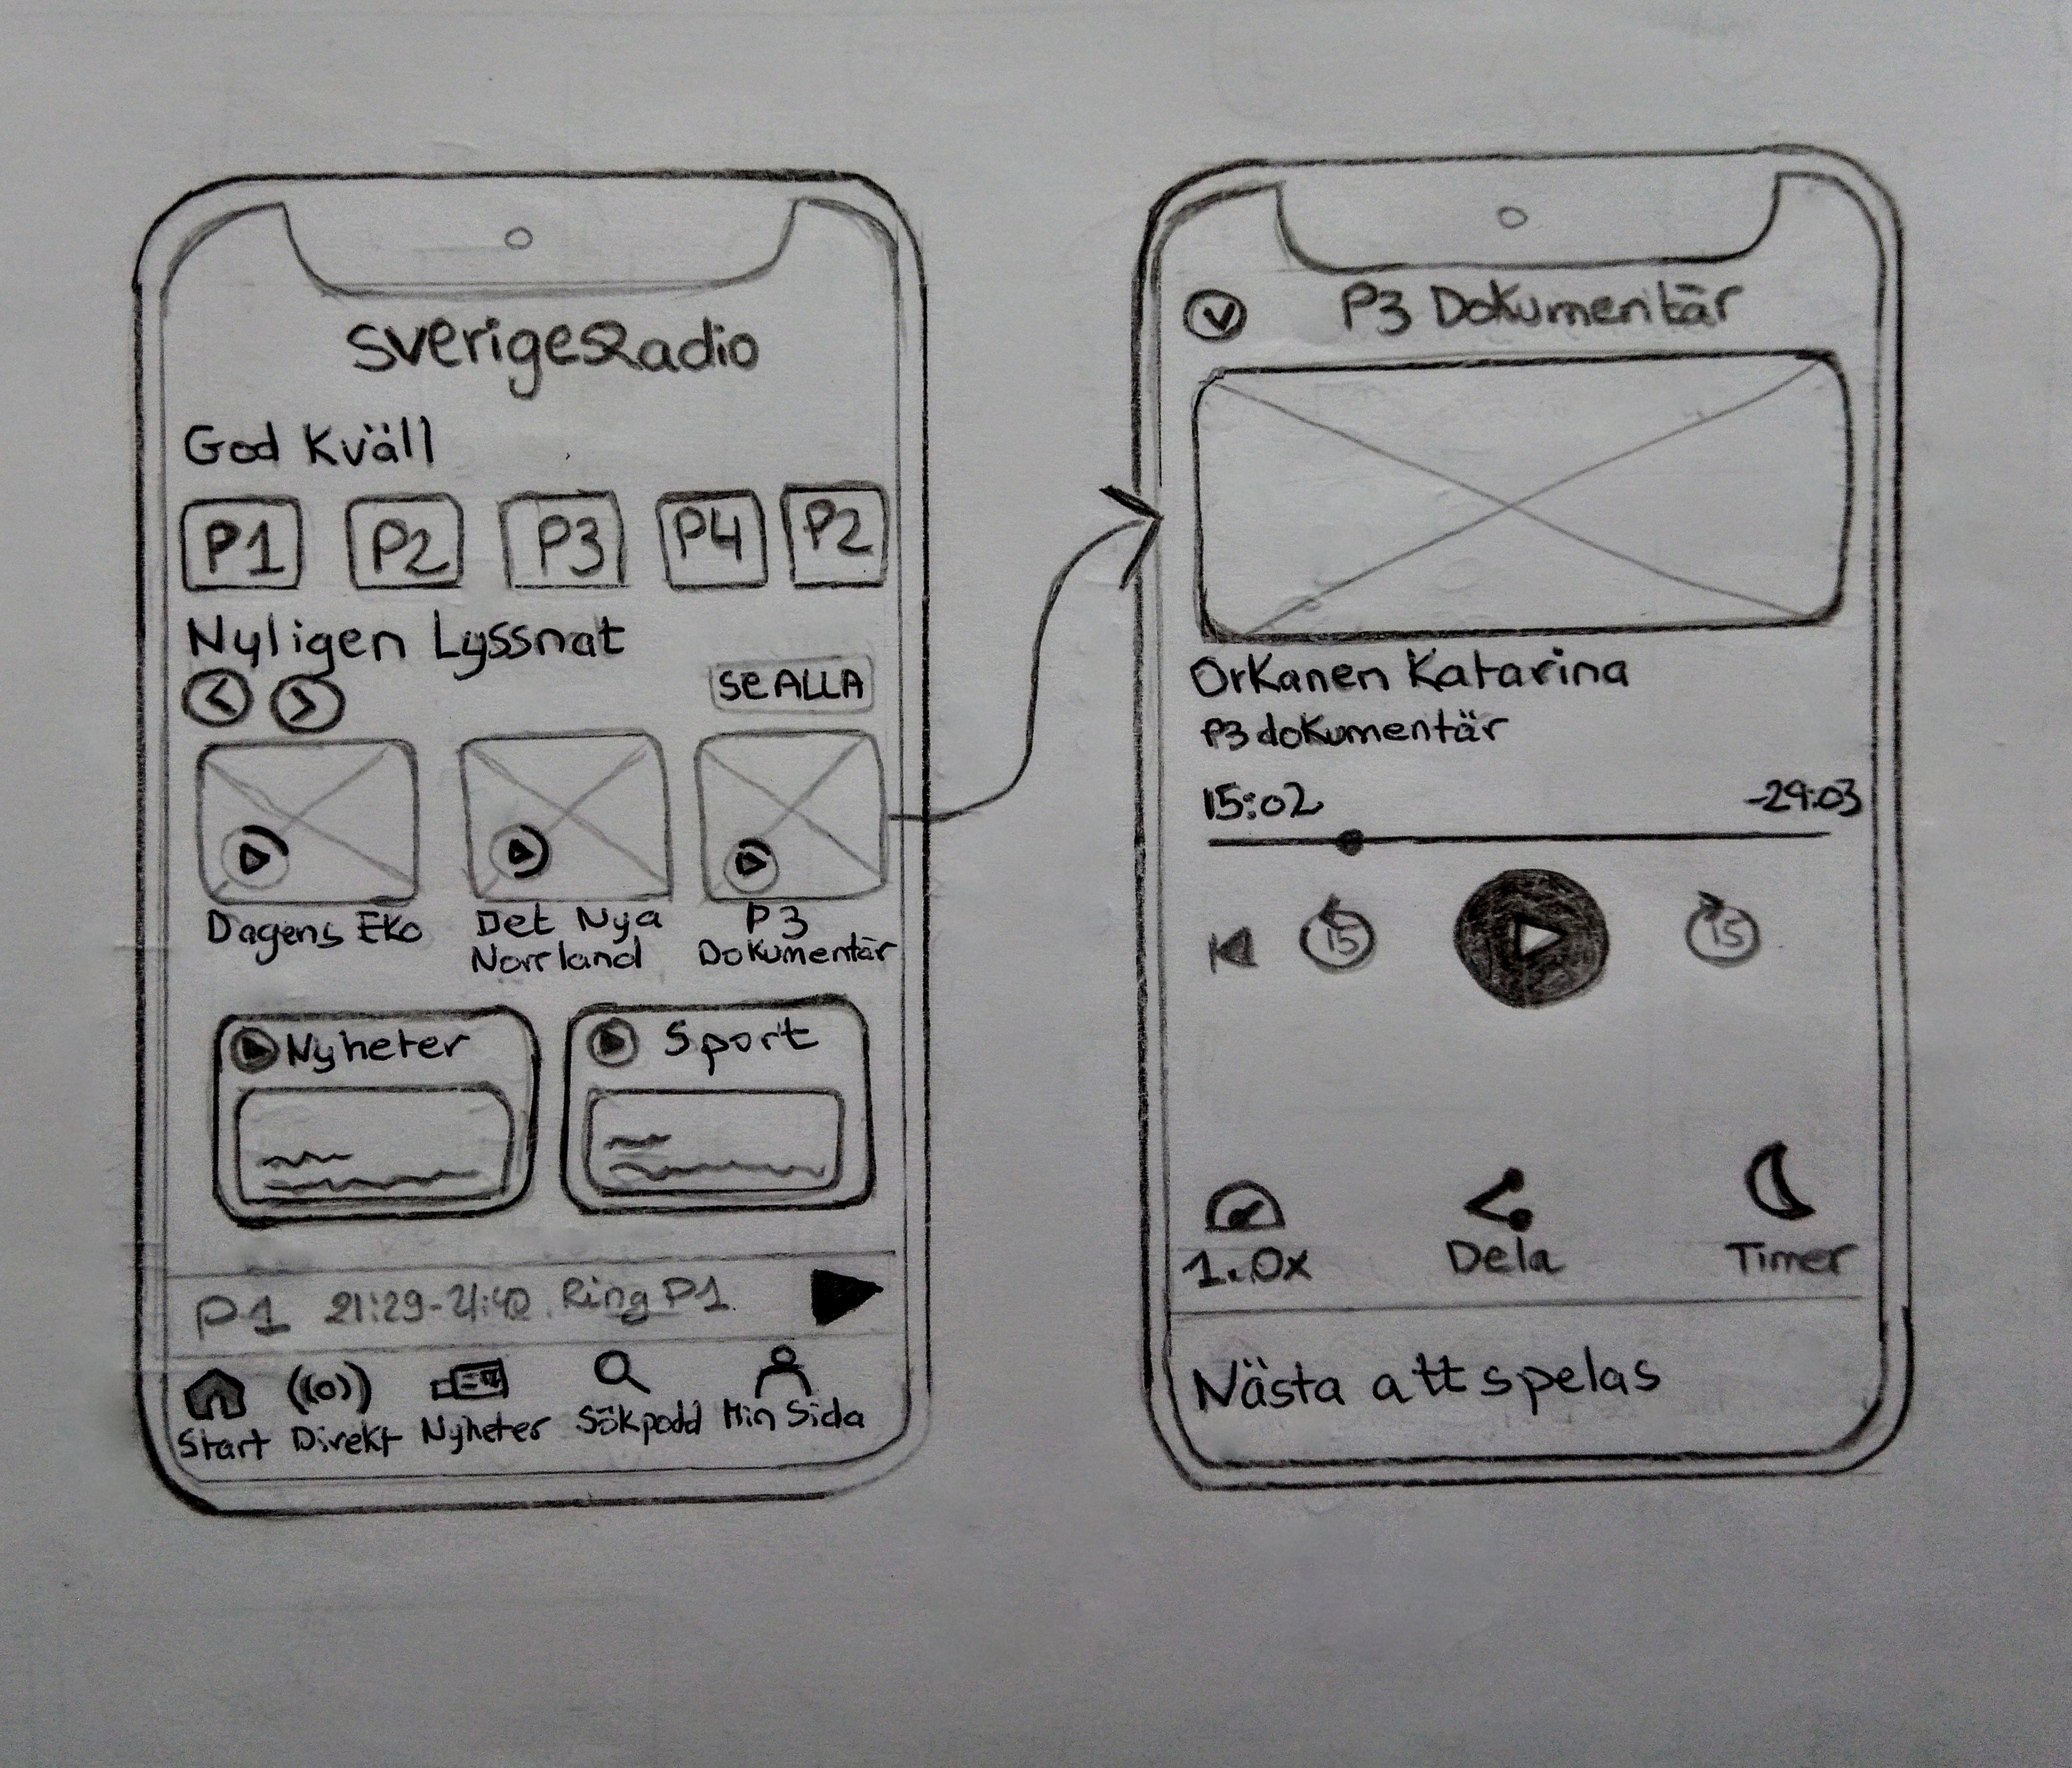 sverigesRadio
God Kväll
P1 P2 P3 P4 P2
Nyligen Lyssnat
SE ALLA
Dagens Eko
Det Nya
Norrland
P3
Dokumentär
Nyheter
Sport
P1 21:29-21:40. Ring P1.
Start Direkt Nyheter Sökpodd Min Sida
P3 Dokumentär
Orkanen Katarina
P3 dokumentär
15:02 -29:03
15 15
1.0x Dela Timer
Nästa att spelas